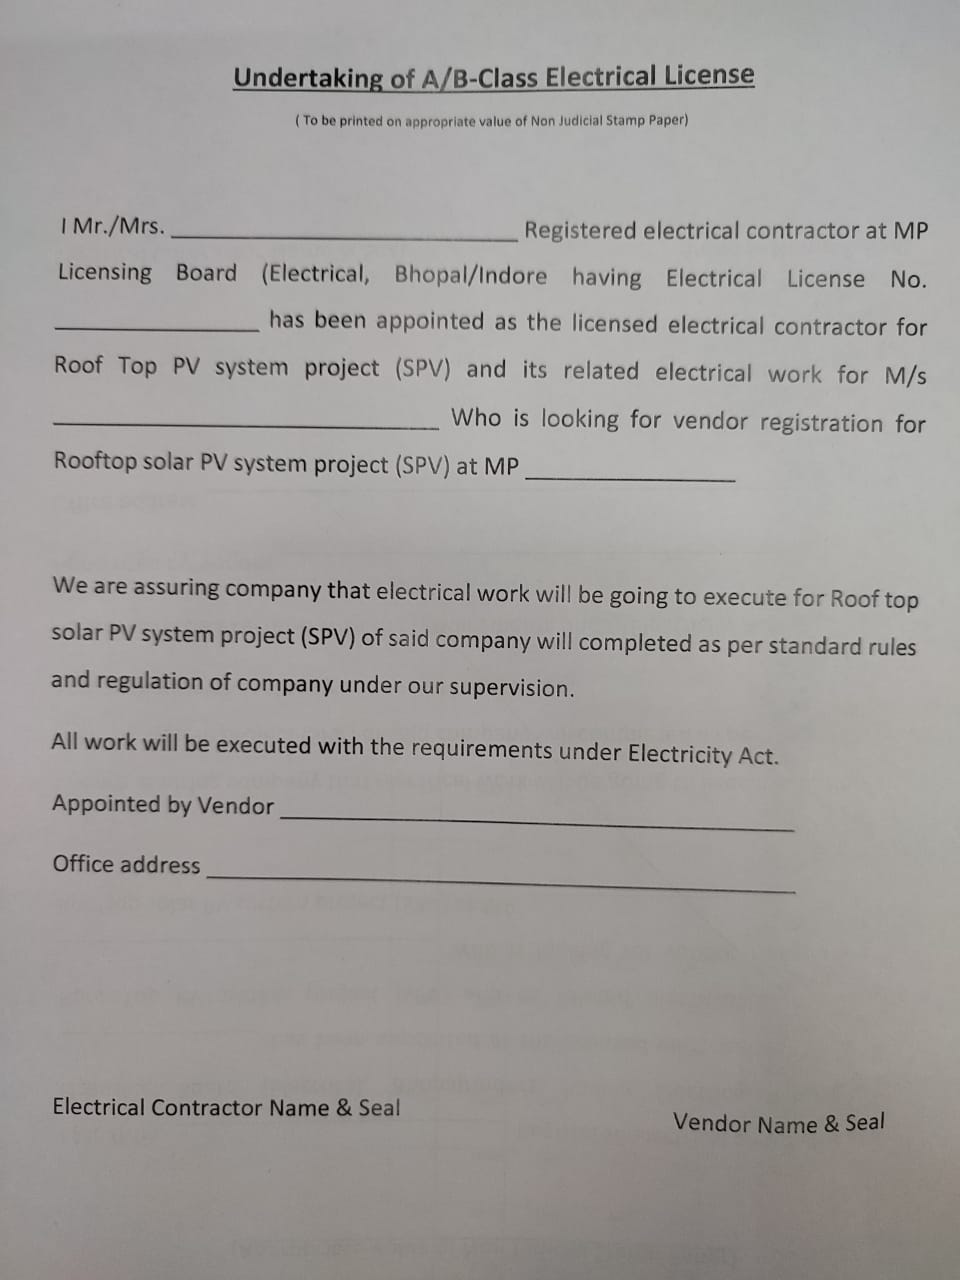 Undertaking of A/B-Class Electrical License
( To be printed on appropriate value of Non Judicial Stamp Paper)
I Mr./Mrs. ______________________________ Registered electrical contractor at MP
Licensing Board (Electrical, Bhopal/Indore having Electrical License No.
__________________ has been appointed as the licensed electrical contractor for
Roof Top PV system project (SPV) and its related electrical work for M/s
__________________________________ Who is looking for vendor registration for
Rooftop solar PV system project (SPV) at MP __________________
We are assuring company that electrical work will be going to execute for Roof top
solar PV system project (SPV) of said company will completed as per standard rules
and regulation of company under our supervision.
All work will be executed with the requirements under Electricity Act.
Appointed by Vendor ____________________________________________
Office address __________________________________________________
Electrical Contractor Name & Seal
Vendor Name & Seal